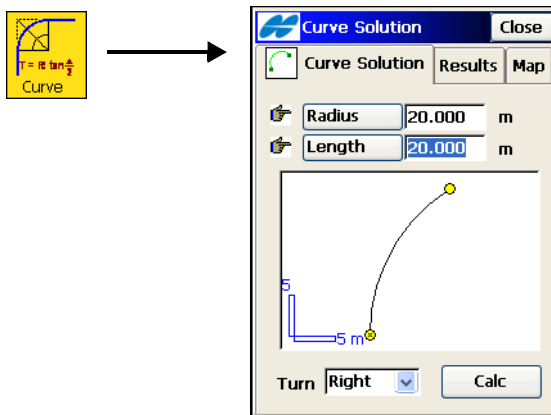 T = R tan Δ/2
Curve
Curve Solution Close
Curve Solution Results Map
Radius 20.000 m
Length 20.000 m
5
5 m
Turn Right Calc